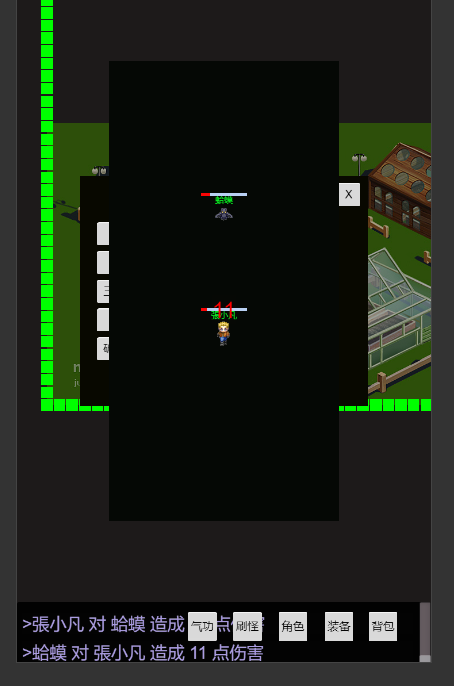 蛤蟆
X
11
張小凡
三
>張小凡 对 蛤蟆 造成
点伤害
气功
刷怪
角色
装备
背包
>蛤蟆 对 張小凡 造成 11 点伤害